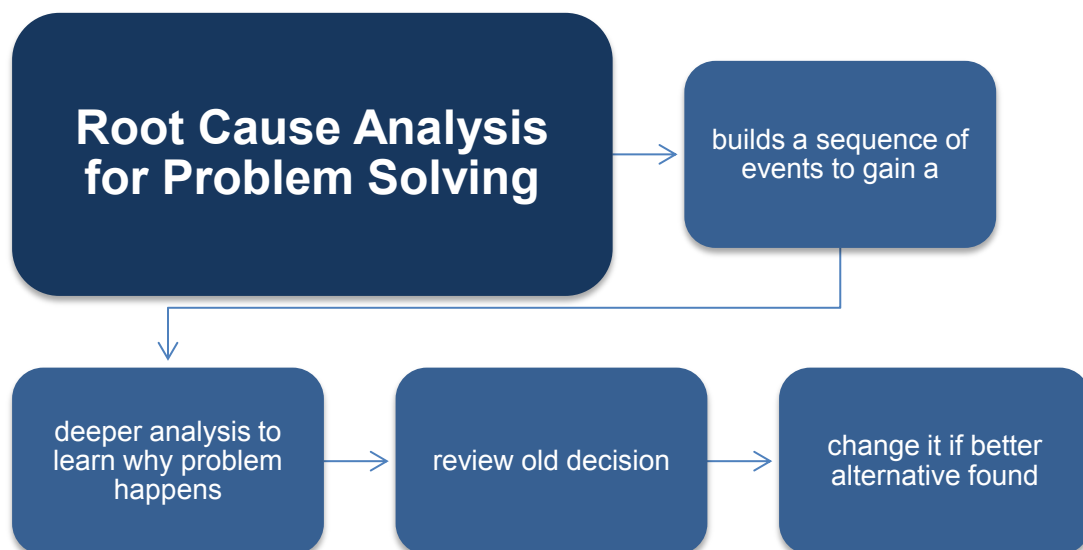 Root Cause Analysis
for Problem Solving
builds a sequence of
events to gain a
deeper analysis to
learn why problem
happens
review old decision
change it if better
alternative found